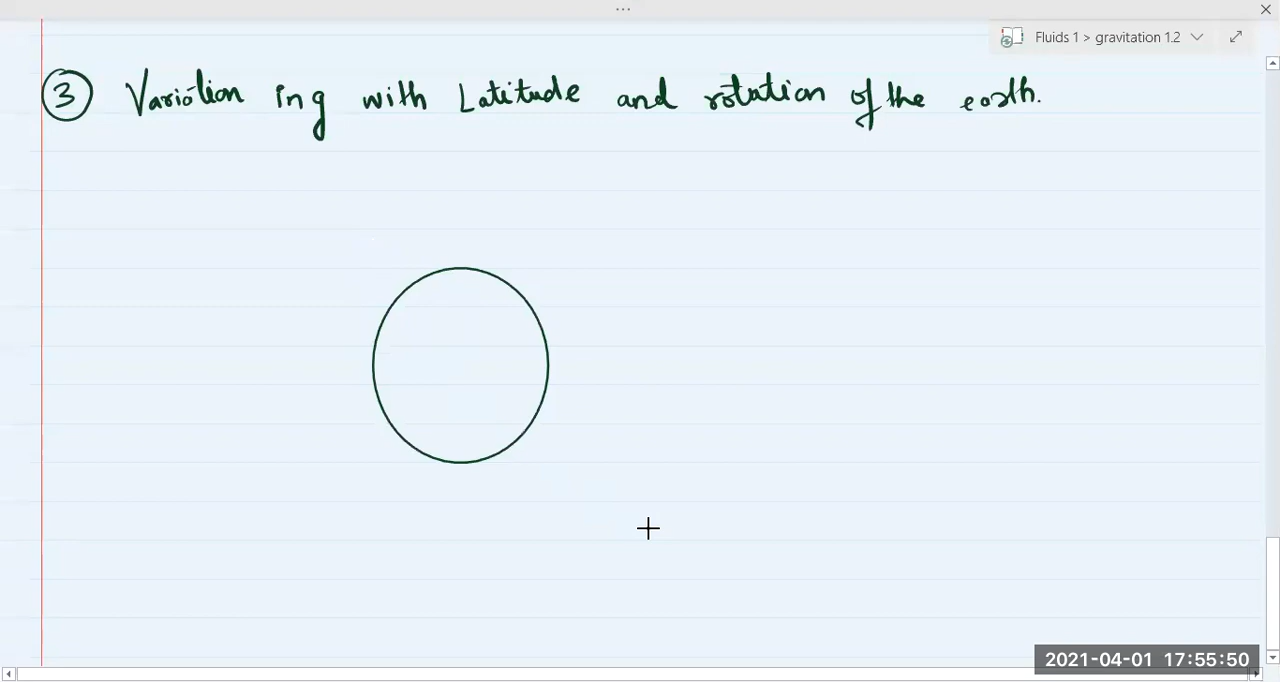 ...
Fluids 1 > gravitation 1.2
3 Variation in g with Latitude and rotation of the earth.
2021-04-01 17:55:50